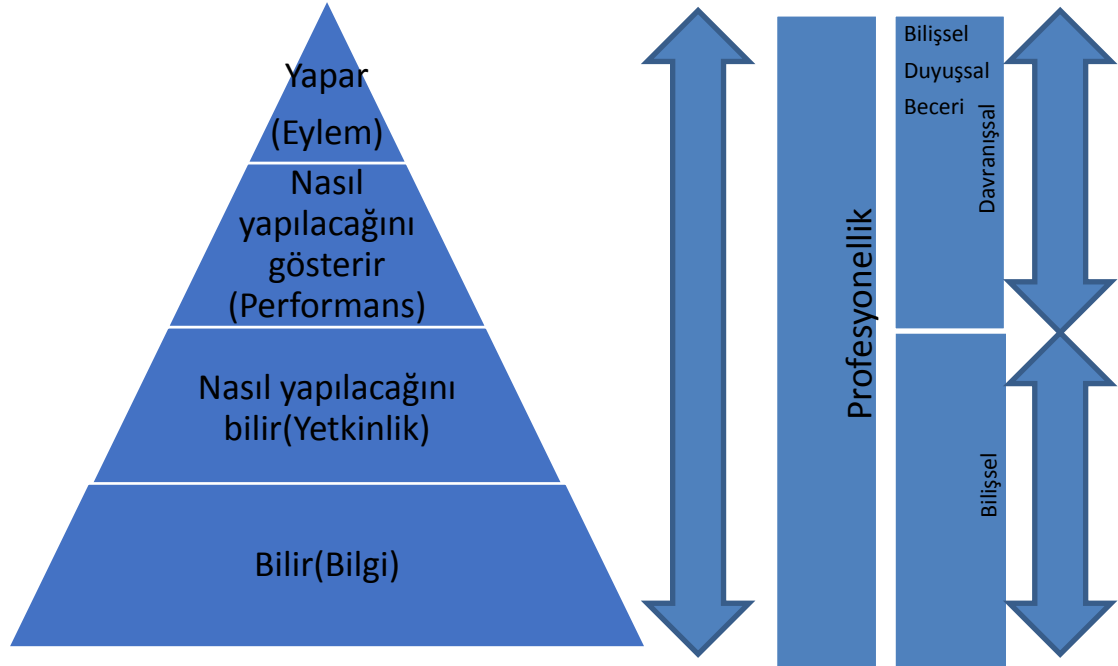 Yapar
(Eylem)
Nasıl
yapılacağını
gösterir
(Performans)
Nasıl yapılacağını
bilir(Yetkinlik)
Bilir(Bilgi)
Profesyonellik
Bilişsel
Duyuşsal
Beceri
Davranışsal
Bilişsel